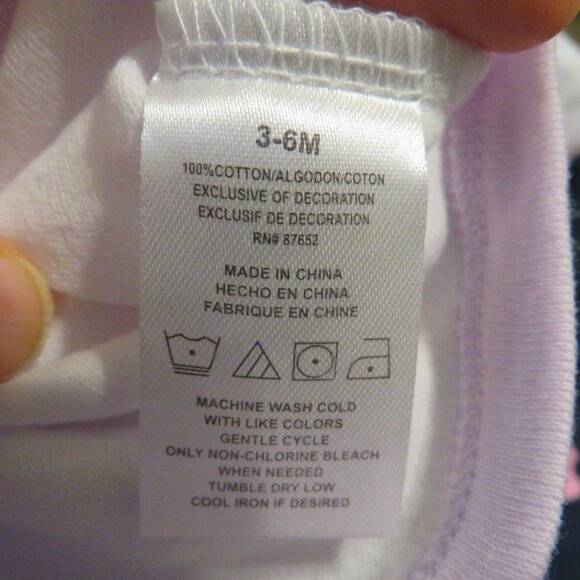 3-6M
100%COTTON/ALGODON/COTON
EXCLUSIVE OF DECORATION
EXCLUSIF DE DECORATION
RN# 87652
MADE IN CHINA
HECHO EN CHINA
FABRIQUE EN CHINE
MACHINE WASH COLD
WITH LIKE COLORS
GENTLE CYCLE
ONLY NON-CHLORINE BLEACH
WHEN NEEDED
TUMBLE DRY LOW
COOL IRON IF DESIRED